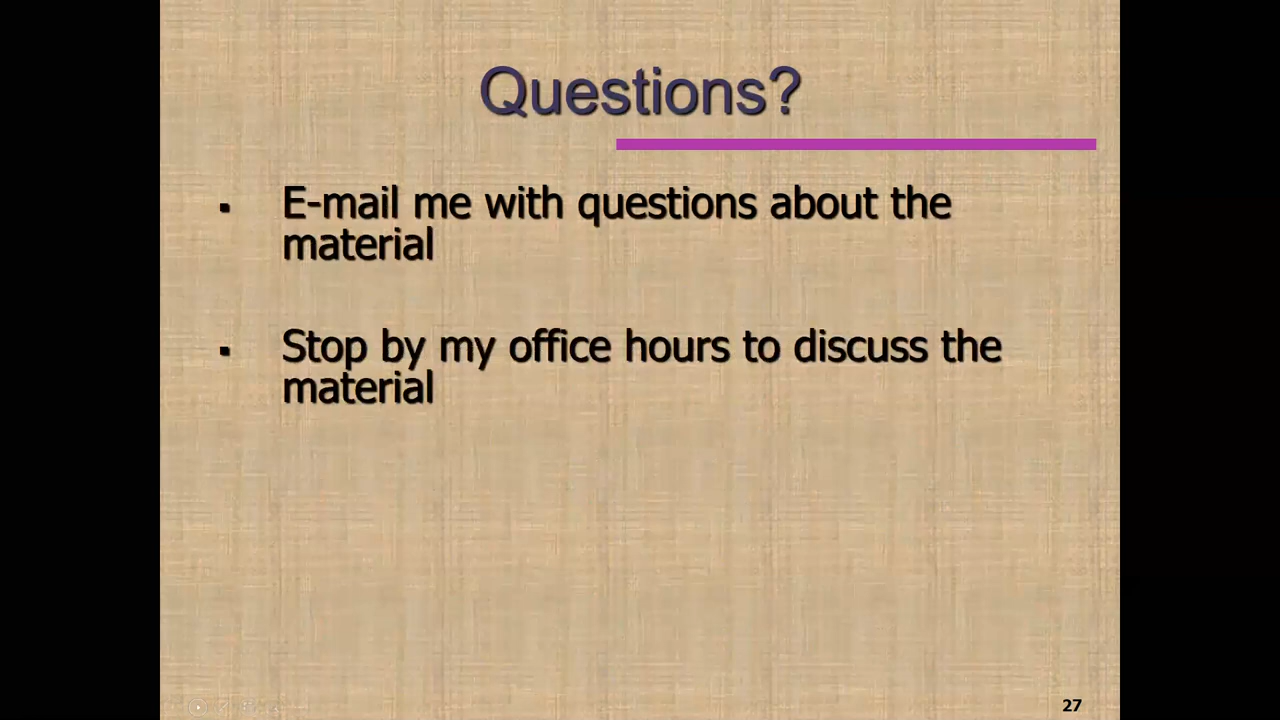 Questions?
▪ E-mail me with questions about the
material
▪ Stop by my office hours to discuss the
material
27